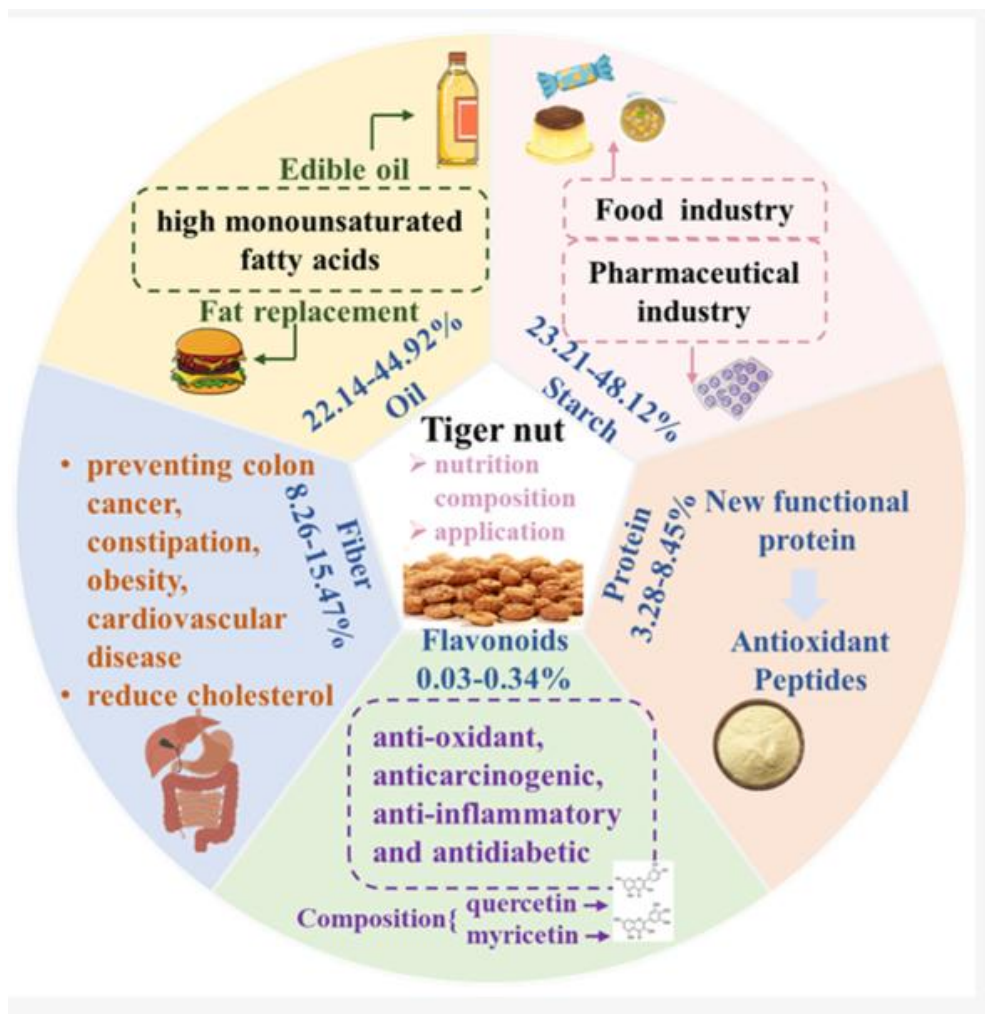 Edible oil
high monounsaturated
fatty acids
Fat replacement
22.14-44.92%
Oil
Food industry
Pharmaceutical
industry
23.21-48.12%
Starch
Tiger nut
➢ nutrition
composition
➢ application
• preventing colon
cancer,
constipation,
obesity,
cardiovascular
disease
• reduce cholesterol
Fiber
8.26-15.47%
Protein
3.28-8.45%
New functional
protein
Antioxidant
Peptides
Flavonoids
0.03-0.34%
anti-oxidant,
anticarcinogenic,
anti-inflammatory
and antidiabetic
Composition{
quercetin
myricetin